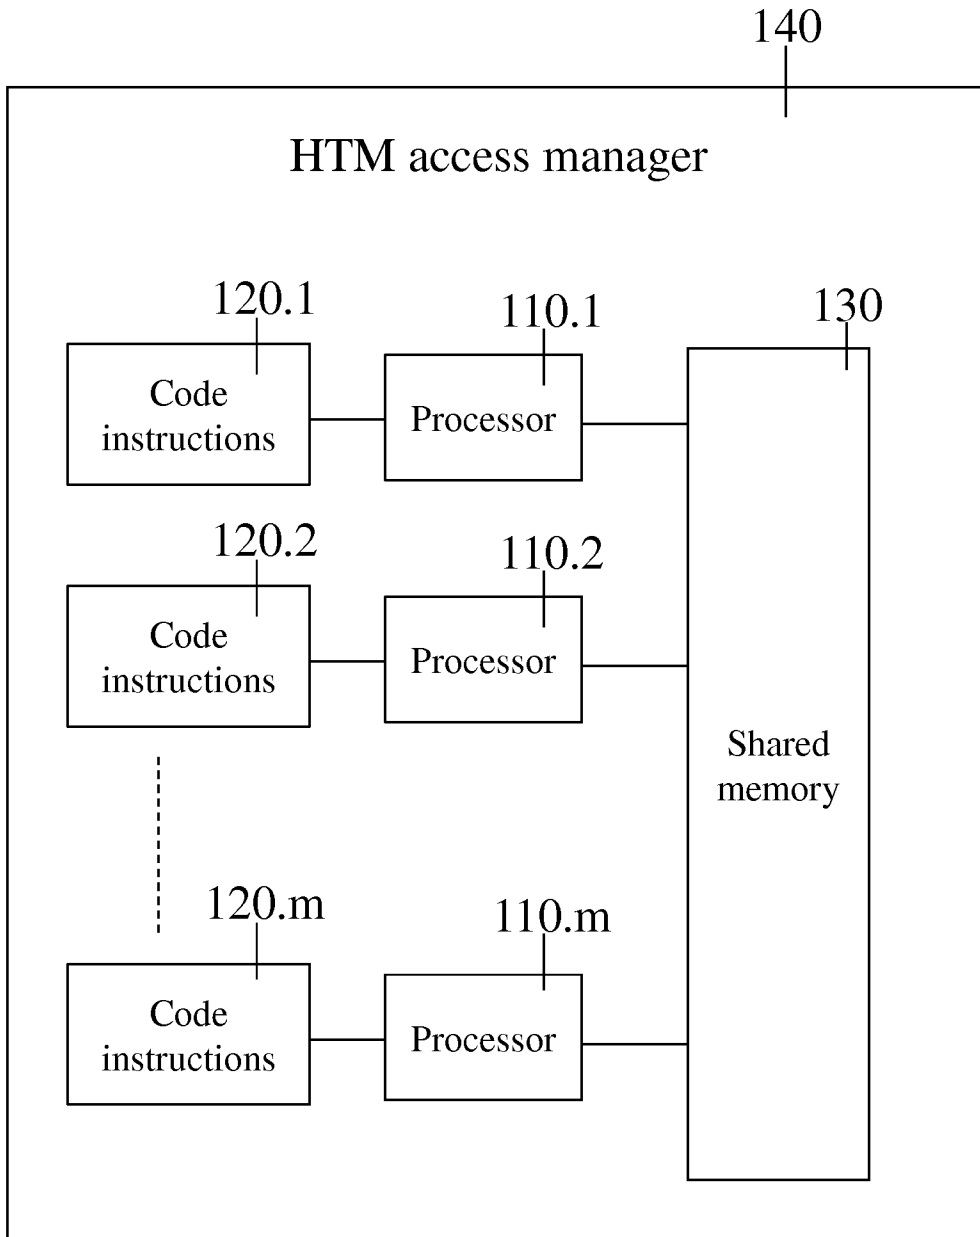 140
HTM access manager
120.1
110.1
130
Code
instructions
Processor
120.2
110.2
Code
instructions
Processor
Shared
memory
120.m
110.m
Code
instructions
Processor